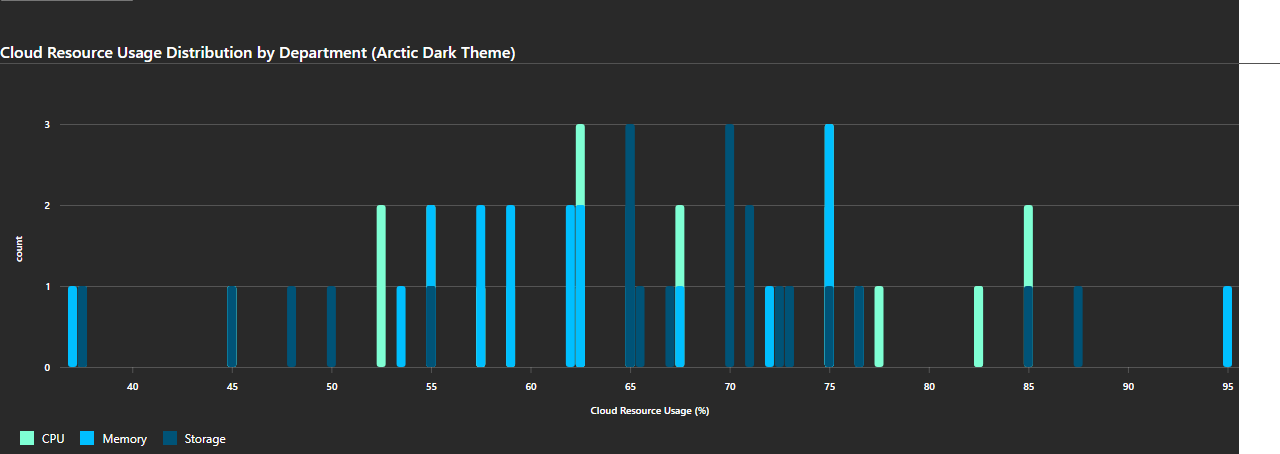 Cloud Resource Usage Distribution by Department (Arctic Dark Theme)
3
2
count
1
0
40 45 50 55 60 65 70 75 80 85 90 95
Cloud Resource Usage (%)
CPU Memory Storage